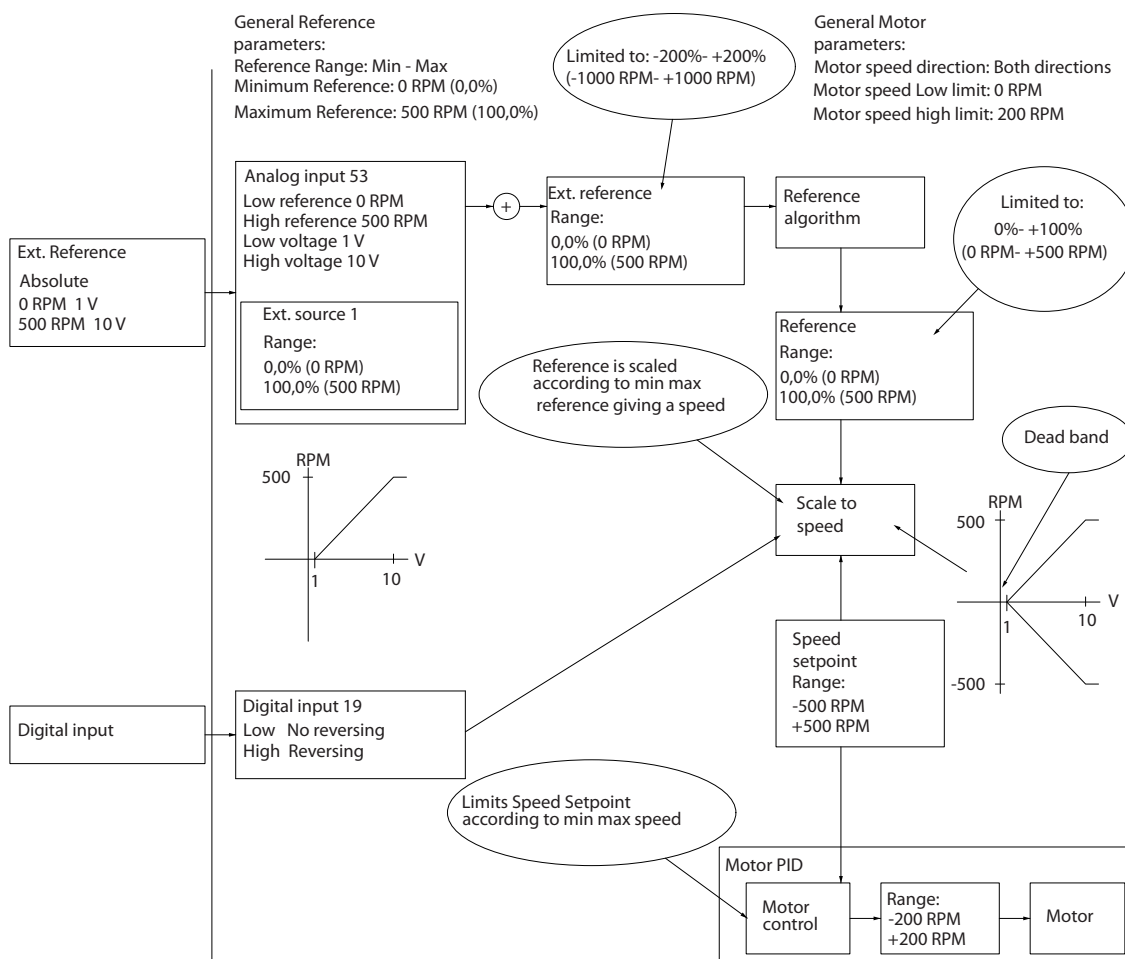 General Reference
parameters:
Reference Range: Min - Max
Minimum Reference: 0 RPM (0,0%)
Maximum Reference: 500 RPM (100,0%)
Limited to: -200%- +200%
(-1000 RPM- +1000 RPM)
General Motor
parameters:
Motor speed direction: Both directions
Motor speed Low limit: 0 RPM
Motor speed high limit: 200 RPM
Ext. Reference
Absolute
0 RPM 1 V
500 RPM 10 V
Analog input 53
Low reference 0 RPM
High reference 500 RPM
Low voltage 1 V
High voltage 10 V
Ext. source 1
Range:
0,0% (0 RPM)
100,0% (500 RPM)
+
Ext. reference
Range:
0,0% (0 RPM)
100,0% (500 RPM)
Reference
algorithm
Limited to:
0%- +100%
(0 RPM- +500 RPM)
Reference
Range:
0,0% (0 RPM)
100,0% (500 RPM)
Reference is scaled
according to min max
reference giving a speed
Dead band
RPM
500
V
1
10
Scale to
speed
RPM
500
V
1
10
-500
Speed
setpoint
Range:
-500 RPM
+500 RPM
Digital input
Digital input 19
Low No reversing
High Reversing
Limits Speed Setpoint
according to min max speed
Motor PID
Motor
control
Range:
-200 RPM
+200 RPM
Motor